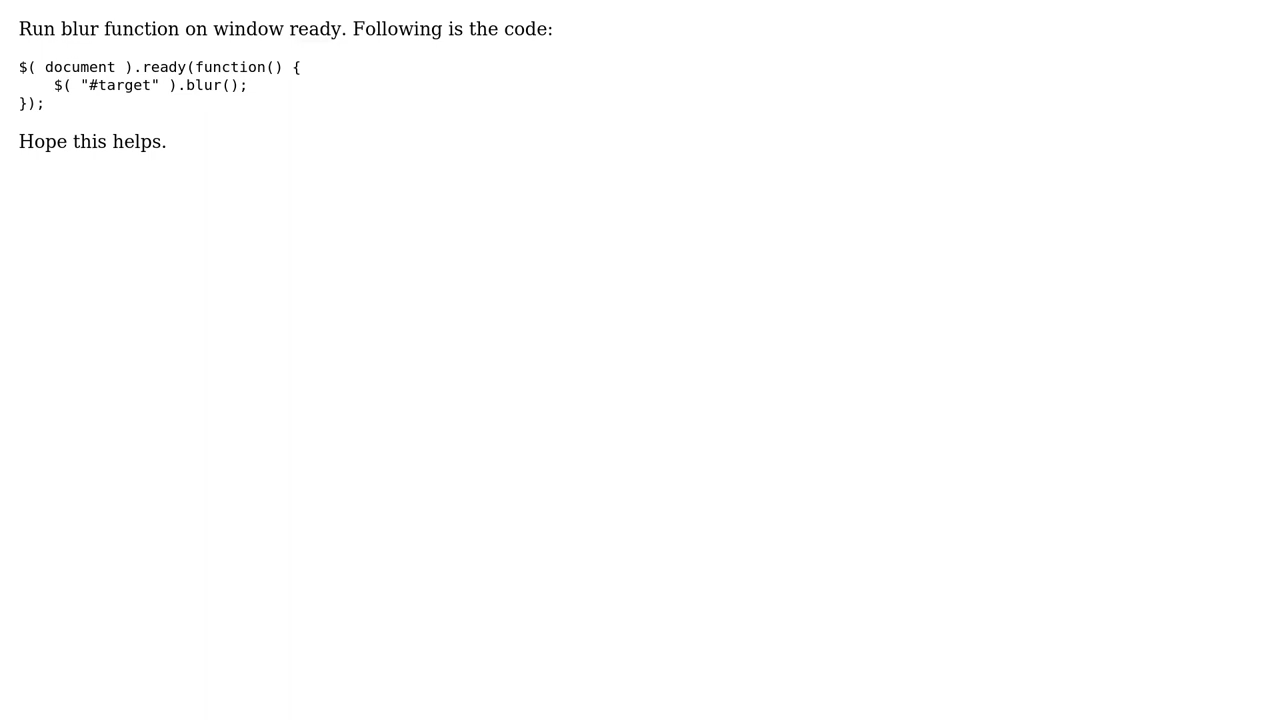 Run blur function on window ready. Following is the code:
$( document ).ready(function() {
    $( "#target" ).blur();
});
Hope this helps.